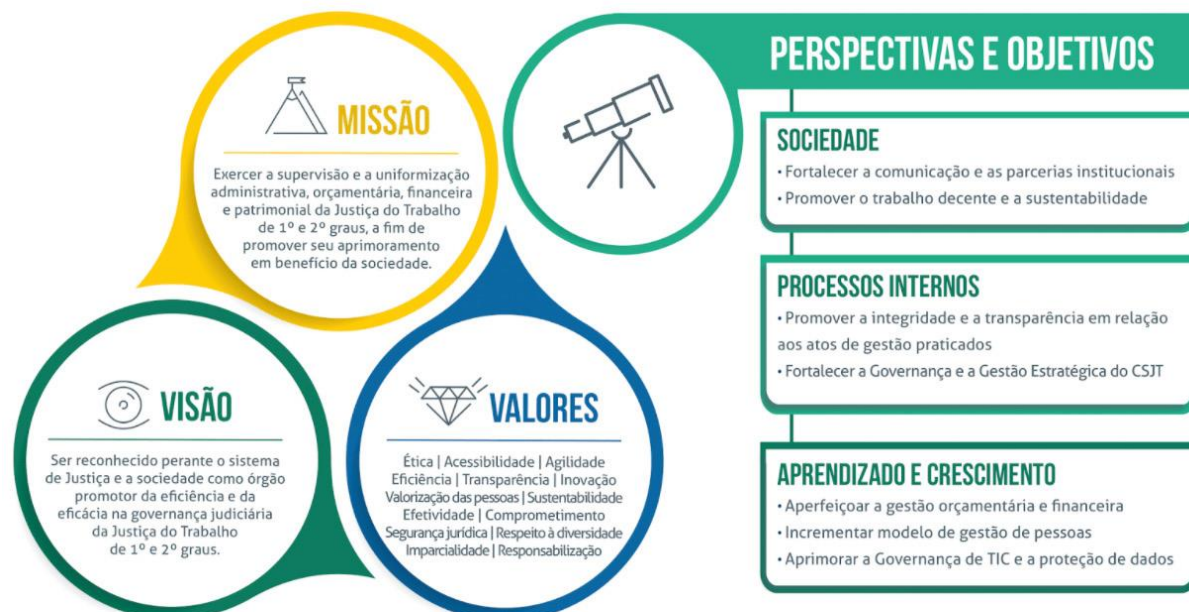 MISSÃO
Exercer a supervisão e a uniformização
administrativa, orçamentária, financeira
e patrimonial da Justiça do Trabalho
de 1º e 2º graus, a fim de
promover seu aprimoramento
em benefício da sociedade.
VISÃO
Ser reconhecido perante o sistema
de Justiça e a sociedade como órgão
promotor da eficiência e da
eficácia na governança judiciária
da Justiça do Trabalho
de 1º e 2º graus.
VALORES
Ética | Acessibilidade | Agilidade
Eficiência | Transparência | Inovação
Valorização das pessoas | Sustentabilidade
Efetividade | Comprometimento
Segurança jurídica | Respeito à diversidade
Imparcialidade | Responsabilização
PERSPECTIVAS E OBJETIVOS
SOCIEDADE
• Fortalecer a comunicação e as parcerias institucionais
• Promover o trabalho decente e a sustentabilidade
PROCESSOS INTERNOS
• Promover a integridade e a transparência em relação
aos atos de gestão praticados
• Fortalecer a Governança e a Gestão Estratégica do CSJT
APRENDIZADO E CRESCIMENTO
• Aperfeiçoar a gestão orçamentária e financeira
• Incrementar modelo de gestão de pessoas
• Aprimorar a Governança de TIC e a proteção de dados